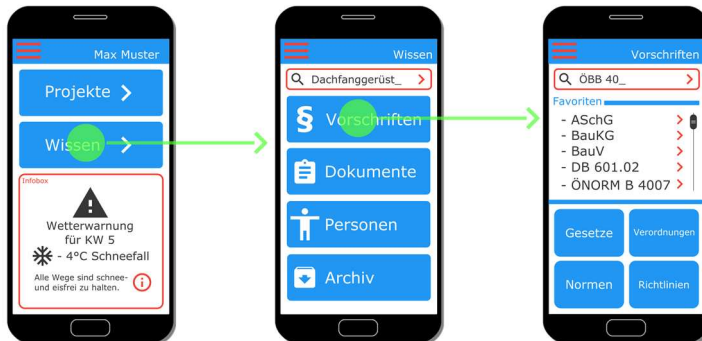 Max Muster
Projekte
Wissen
Infobox
Wetterwarnung
für KW 5
- 4°C Schneefall
Alle Wege sind schnee-
und eisfrei zu halten.
Wissen
Dachfanggerüst_
§ Vorschriften
Dokumente
Personen
Archiv
Vorschriften
ÖBB 40_
Favoriten
- ASchG
- BauKG
- BauV
- DB 601.02
- ÖNORM B 4007
Gesetze
Verordnungen
Normen
Richtlinien